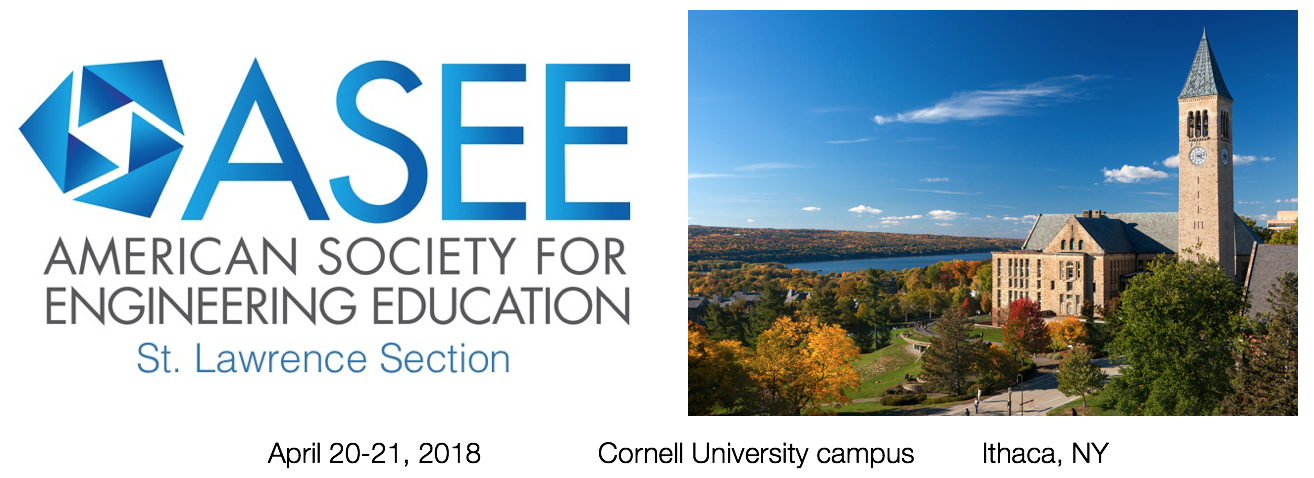 ASEE
AMERICAN SOCIETY FOR
ENGINEERING EDUCATION
St. Lawrence Section
April 20-21, 2018 Cornell University campus Ithaca, NY